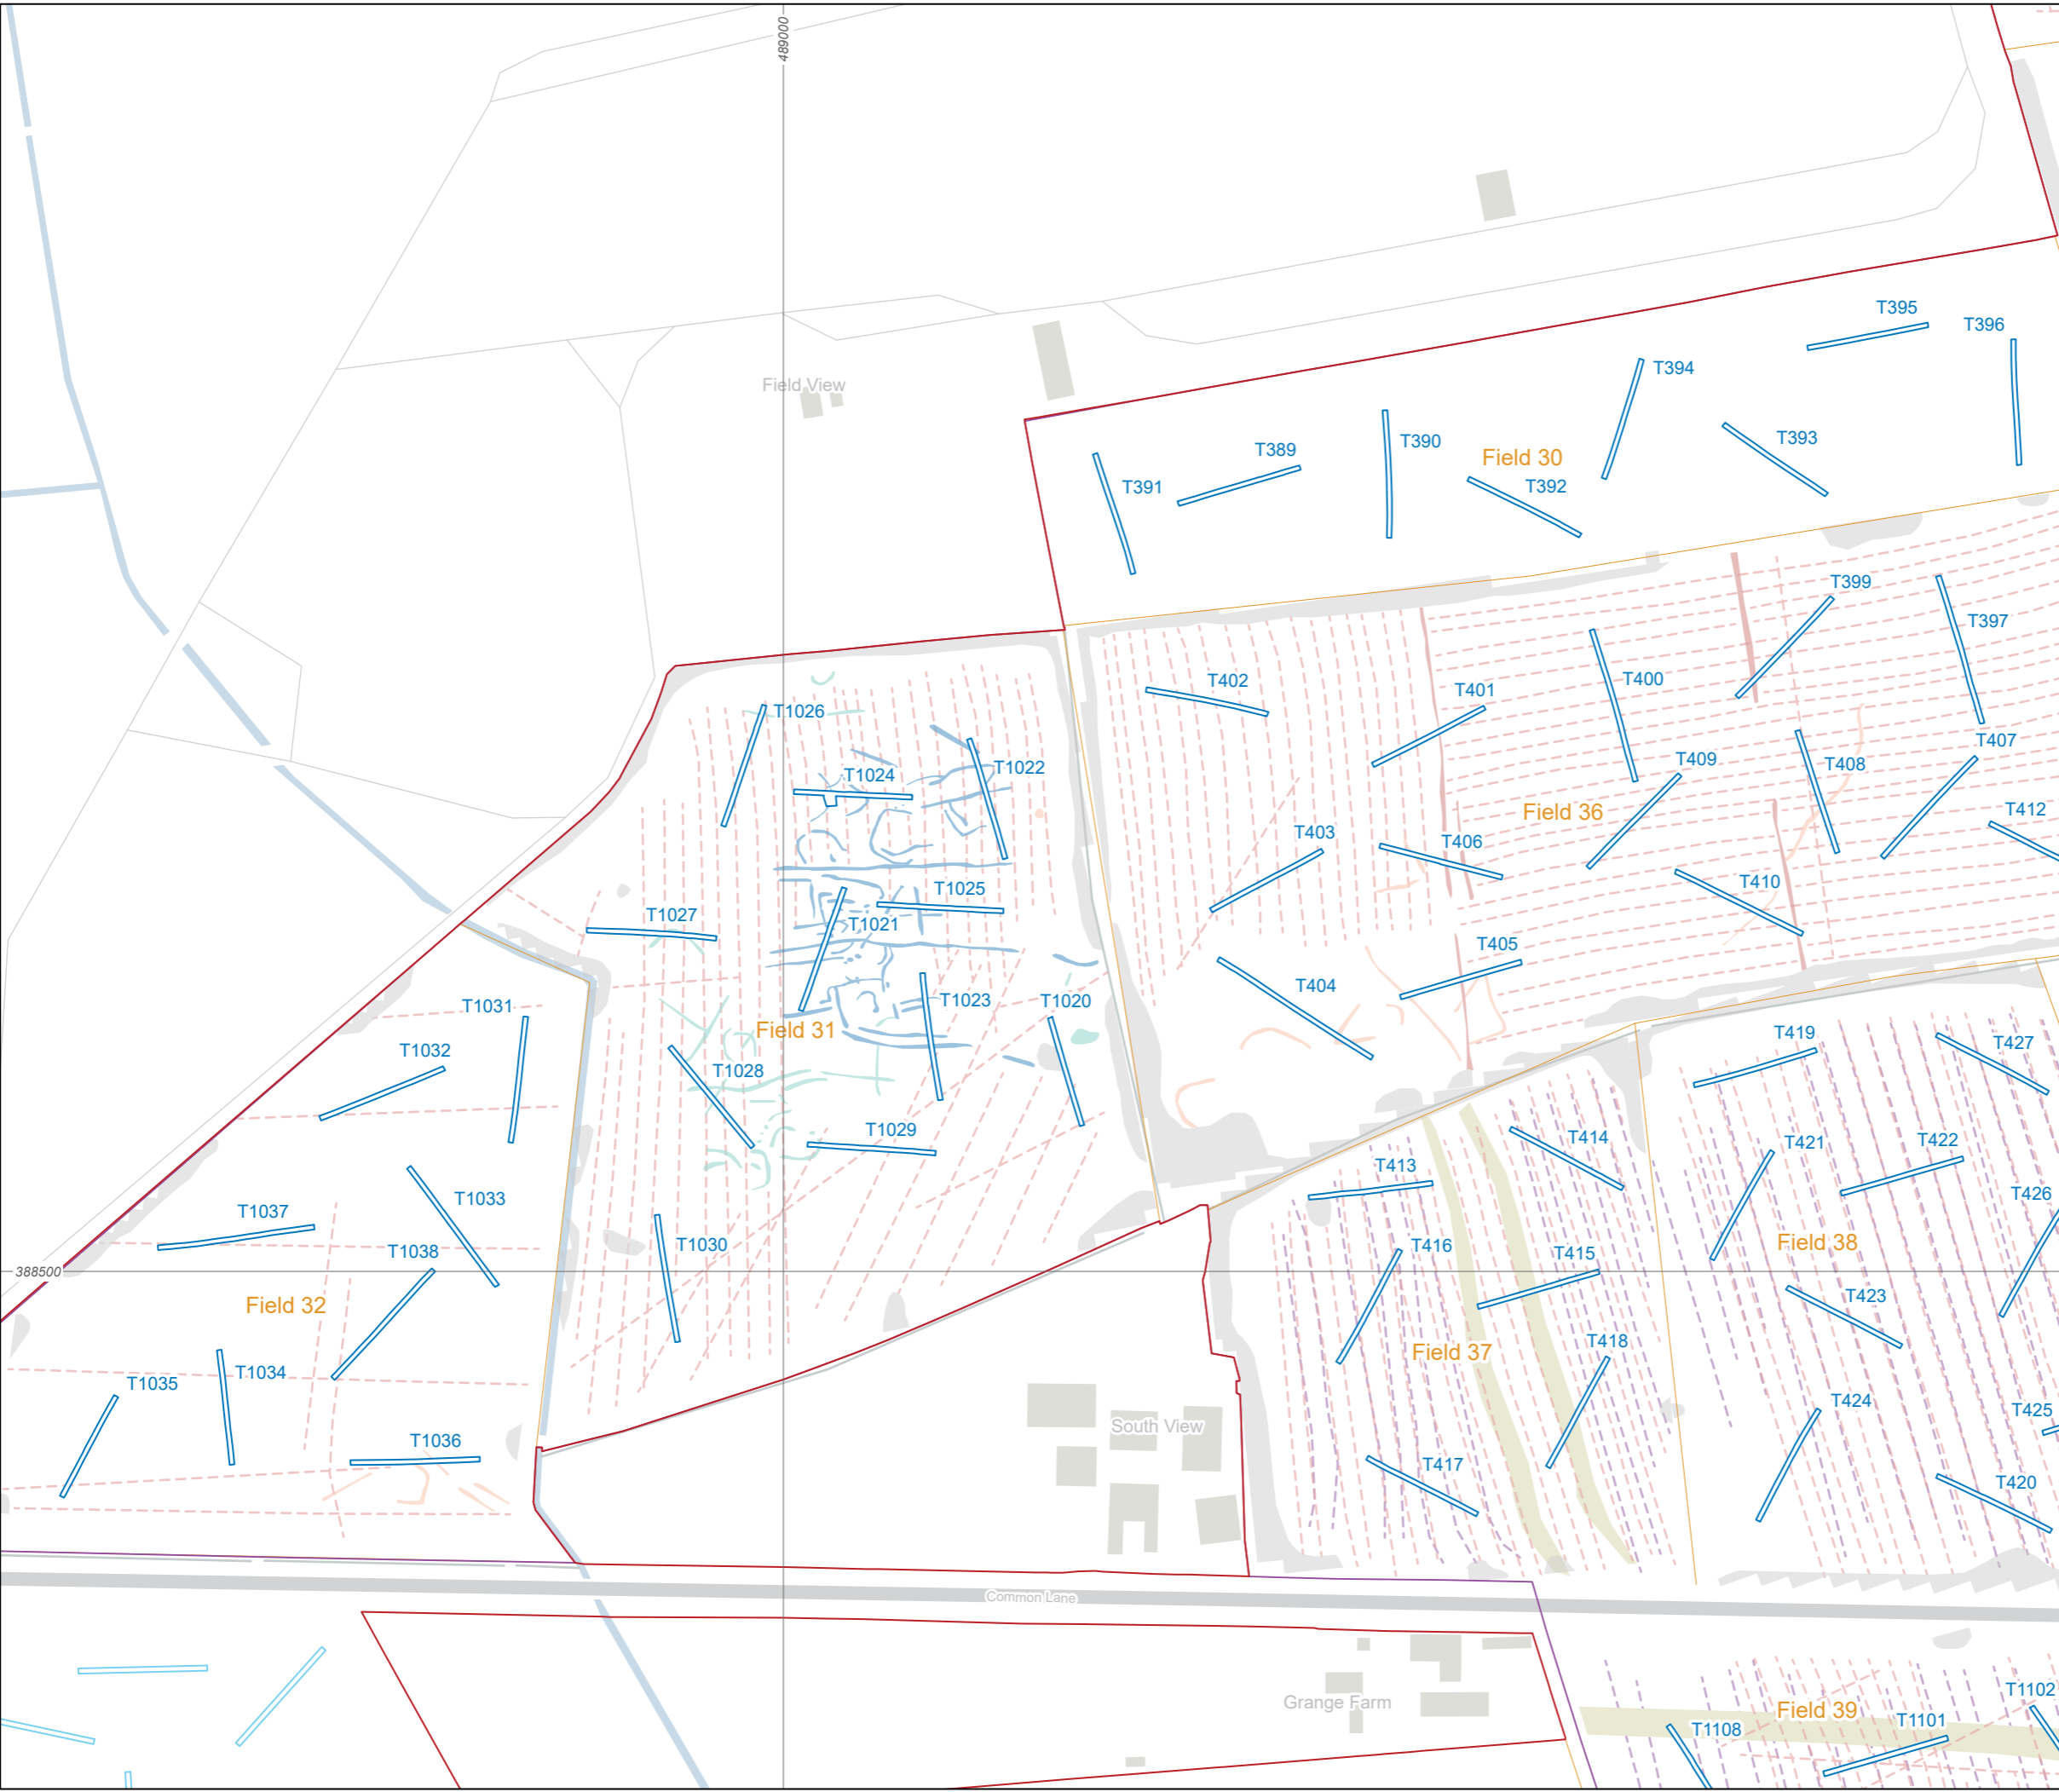 489000
T395
T396
Field View
T394
T390
T389
T393
Field 30
T391
T392
T399
T397
T402
T400
T401
T1026
T407
T409
T408
T1022
T1024
T412
Field 36
T403
T406
T410
T1025
T1027
T1021
T405
T404
T1023
T1020
T1031
Field 31
T419
T427
T1032
T1028
T1029
T414
T422
T421
T413
T1033
T426
T1037
T1030
T416
Field 38
T1038
T415
388500
T423
Field 32
T418
Field 37
T1034
T1035
T424
T425
South View
T1036
T417
T420
Common Lane
T1102
Grange Farm
Field 39
T1101
T1108